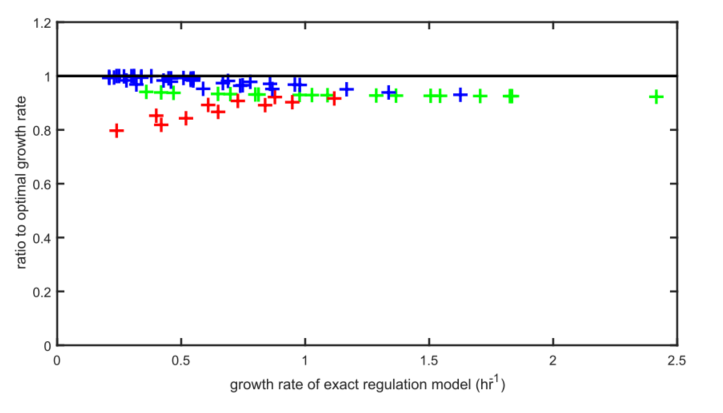 1.2
1
0.8
0.6
0.4
0.2
0
ratio to optimal growth rate
0 0.5 1 1.5 2 2.5
growth rate of exact regulation model (hr⁻¹)